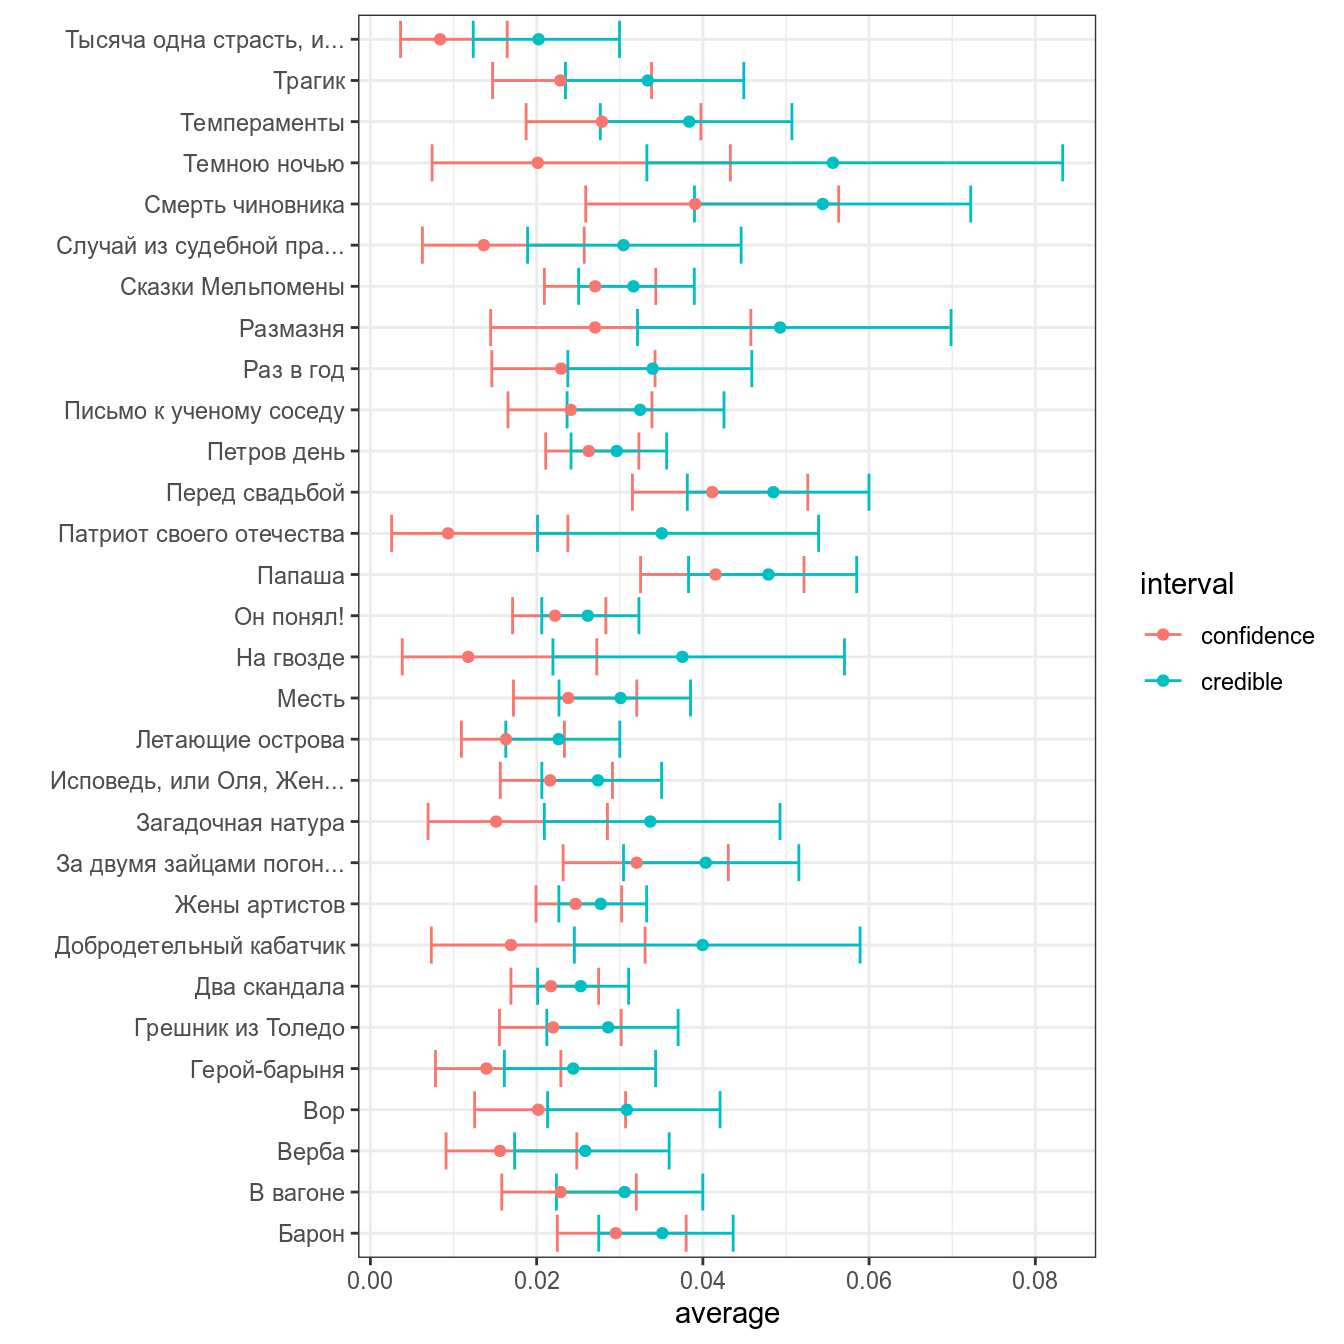 Тысяча одна страсть, и...
Трагик
Темпераменты
Темною ночью
Смерть чиновника
Случай из судебной пра...
Сказки Мельпомены
Размазня
Раз в год
Письмо к ученому соседу
Петров день
Перед свадьбой
Патриот своего отечества
Папаша
Он понял!
На гвозде
Месть
Летающие острова
Исповедь, или Оля, Жен...
Загадочная натура
За двумя зайцами погон...
Жены артистов
Добродетельный кабатчик
Два скандала
Грешник из Толедо
Герой-барыня
Вор
Верба
В вагоне
Барон
0.00 0.02 0.04 0.06 0.08
average
interval
confidence
credible